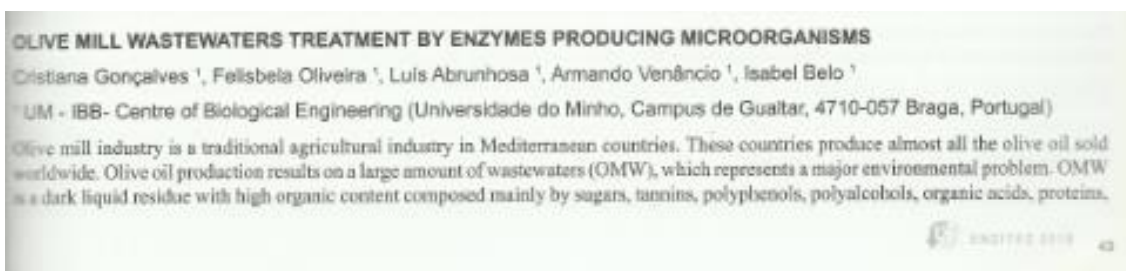 OLIVE MILL WASTEWATERS TREATMENT BY ENZYMES PRODUCING MICROORGANISMS
Cristiana Gonçalves ¹, Felisbela Oliveira ¹, Luís Abrunhosa ¹, Armando Venâncio ¹, Isabel Belo ¹
¹ UM - IBB- Centre of Biological Engineering (Universidade do Minho, Campus de Gualtar, 4710-057 Braga, Portugal)
Olive mill industry is a traditional agricultural industry in Mediterranean countries. These countries produce almost all the olive oil sold
worldwide. Olive oil production results on a large amount of wastewaters (OMW), which represents a major environmental problem. OMW
is a dark liquid residue with high organic content composed mainly by sugars, tannins, polyphenols, polyalcohols, organic acids, proteins,